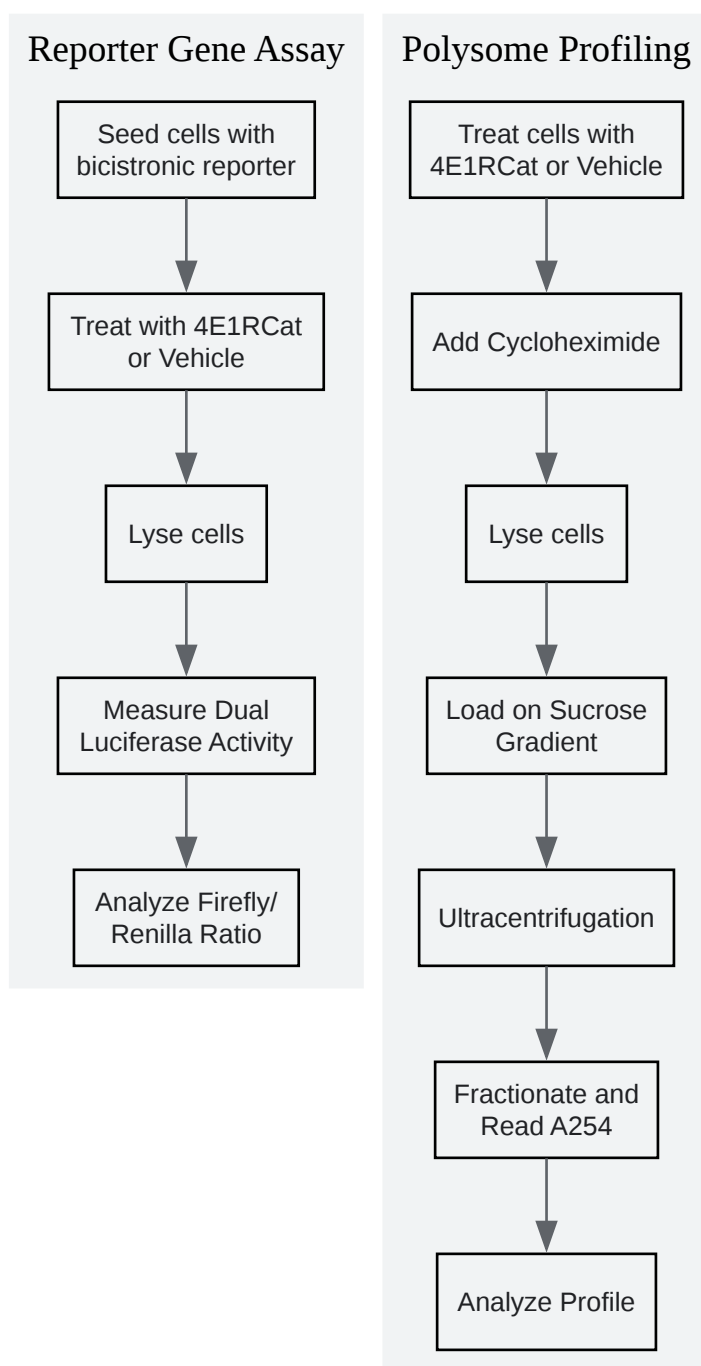 Reporter Gene Assay
Seed cells with
bicistronic reporter
Treat with 4E1RCat
or Vehicle
Lyse cells
Measure Dual
Luciferase Activity
Analyze Firefly/
Renilla Ratio
Polysome Profiling
Treat cells with
4E1RCat or Vehicle
Add Cycloheximide
Lyse cells
Load on Sucrose
Gradient
Ultracentrifugation
Fractionate and
Read A254
Analyze Profile